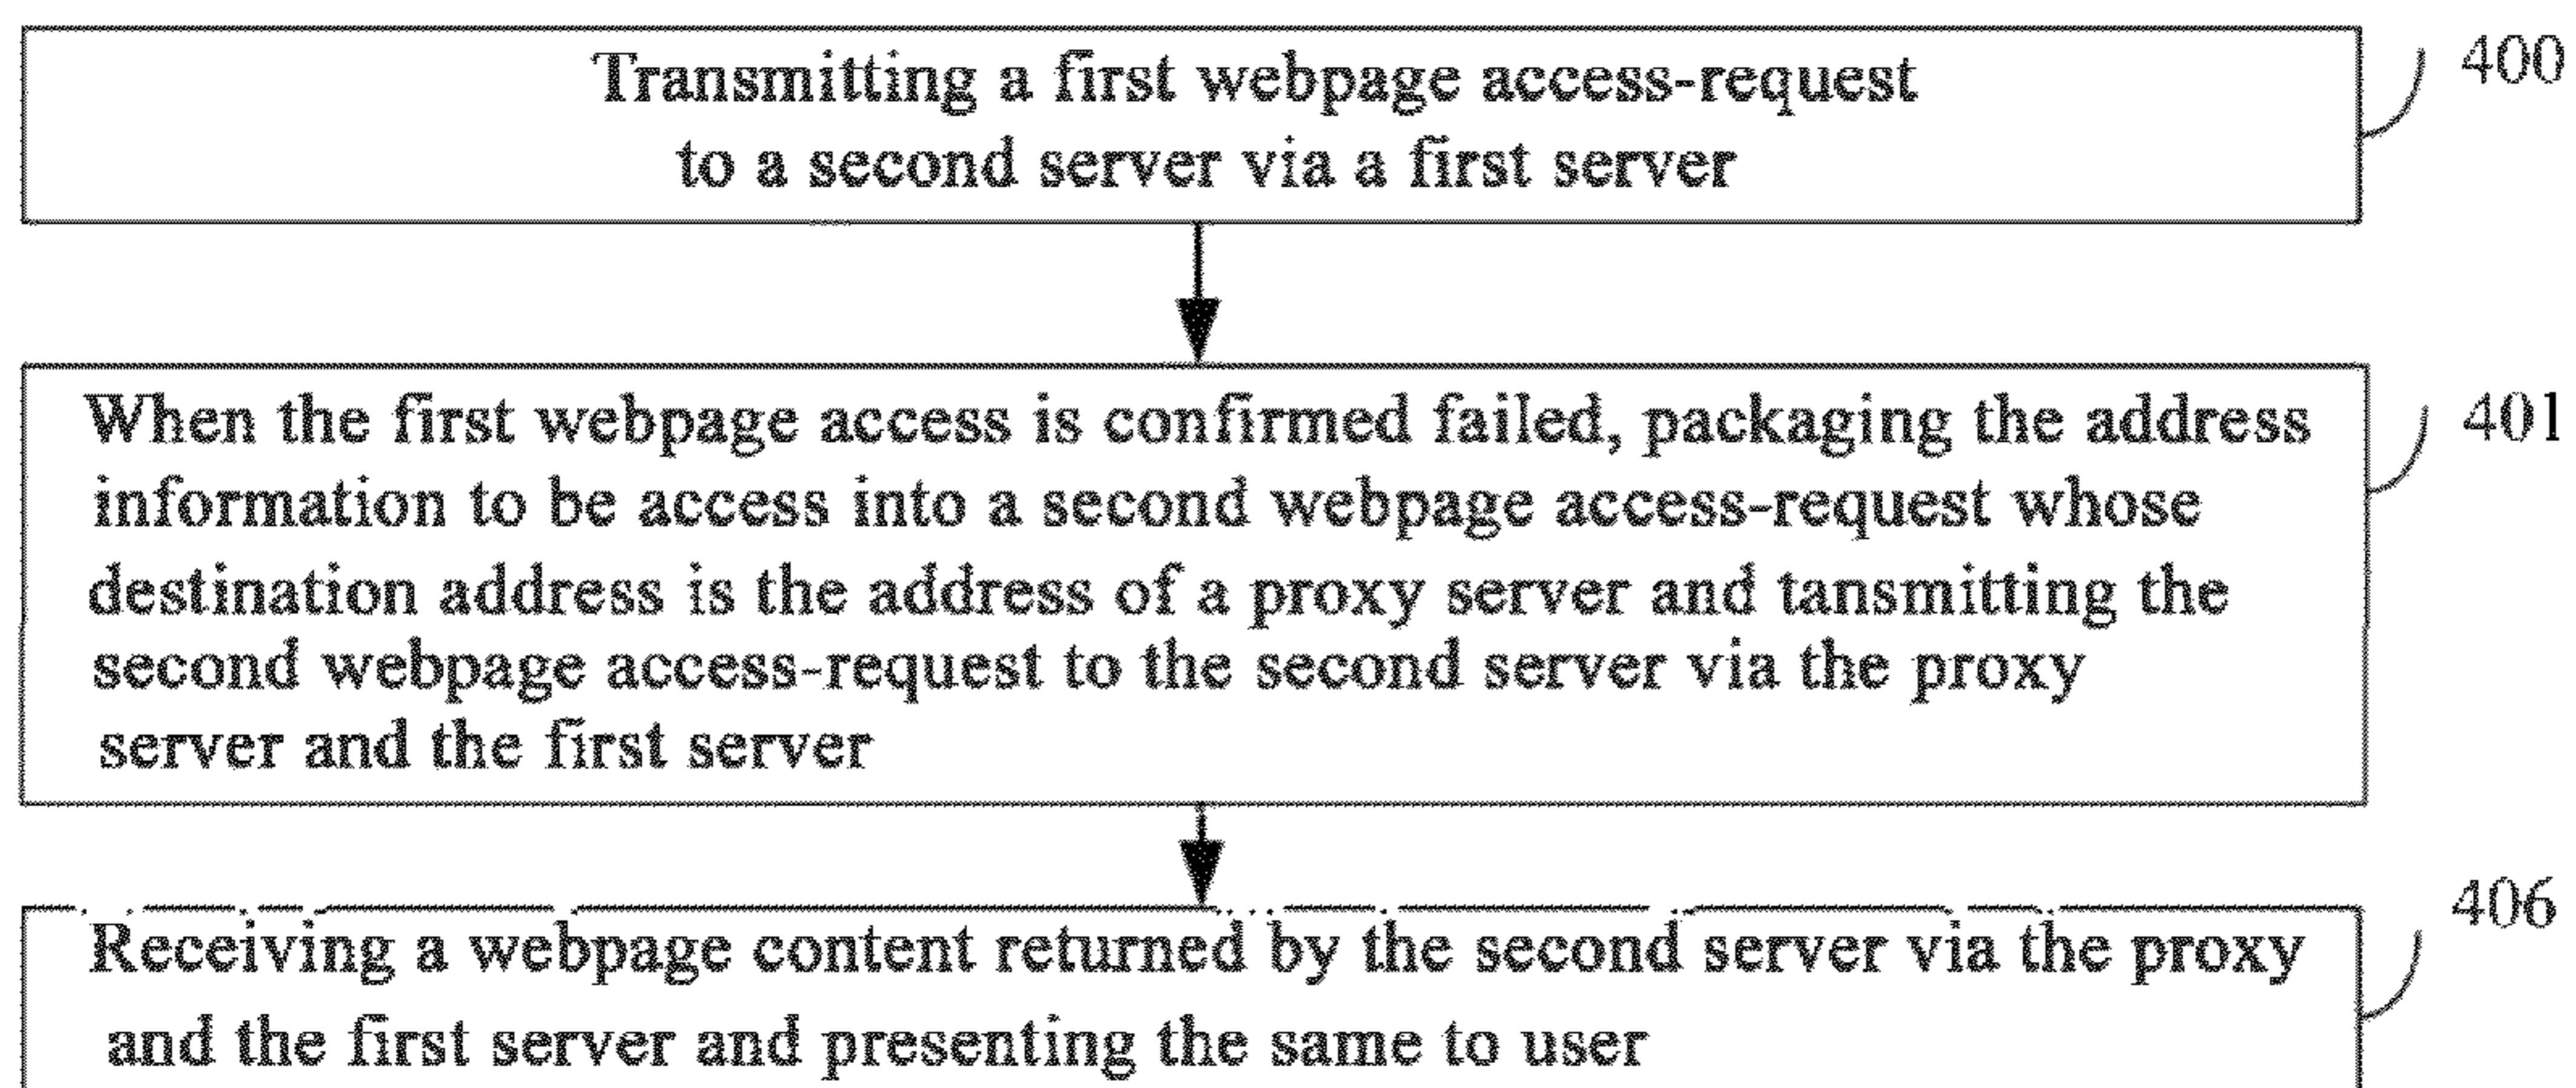 Transmitting a first webpage access-request
to a second server via a first server
400
When the first webpage access is confirmed failed, packaging the address
information to be access into a second webpage access-request whose
destination address is the address of a proxy server and tansmitting the
second webpage access-request to the second server via the proxy
server and the first server
401
Receiving a webpage content returned by the second server via the proxy
and the first server and presenting the same to user
406